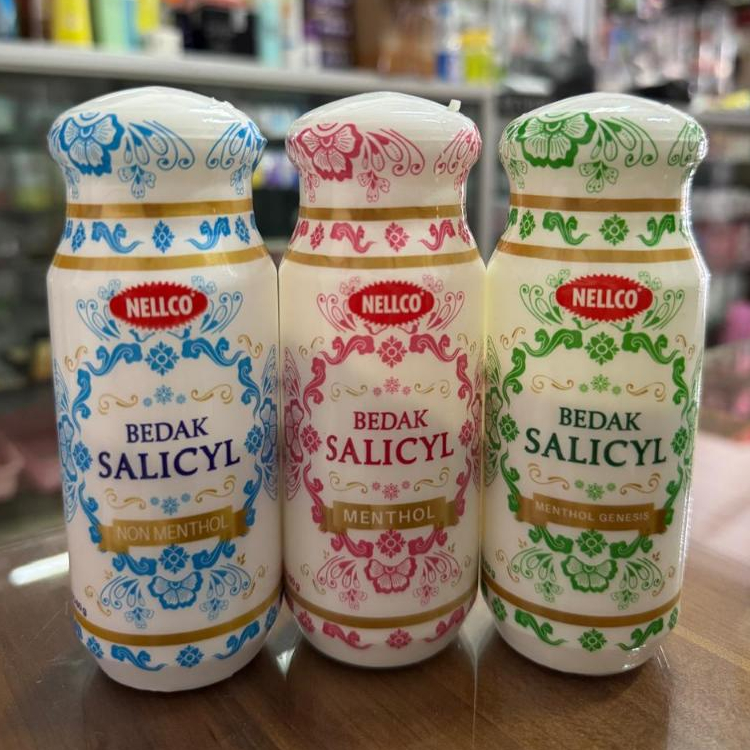 NELLCO
BEDAK
SALICYL
NON MENTHOL
NELLCO
BEDAK
SALICYL
MENTHOL
NELLCO
BEDAK
SALICYL
MENTHOL GENESIS